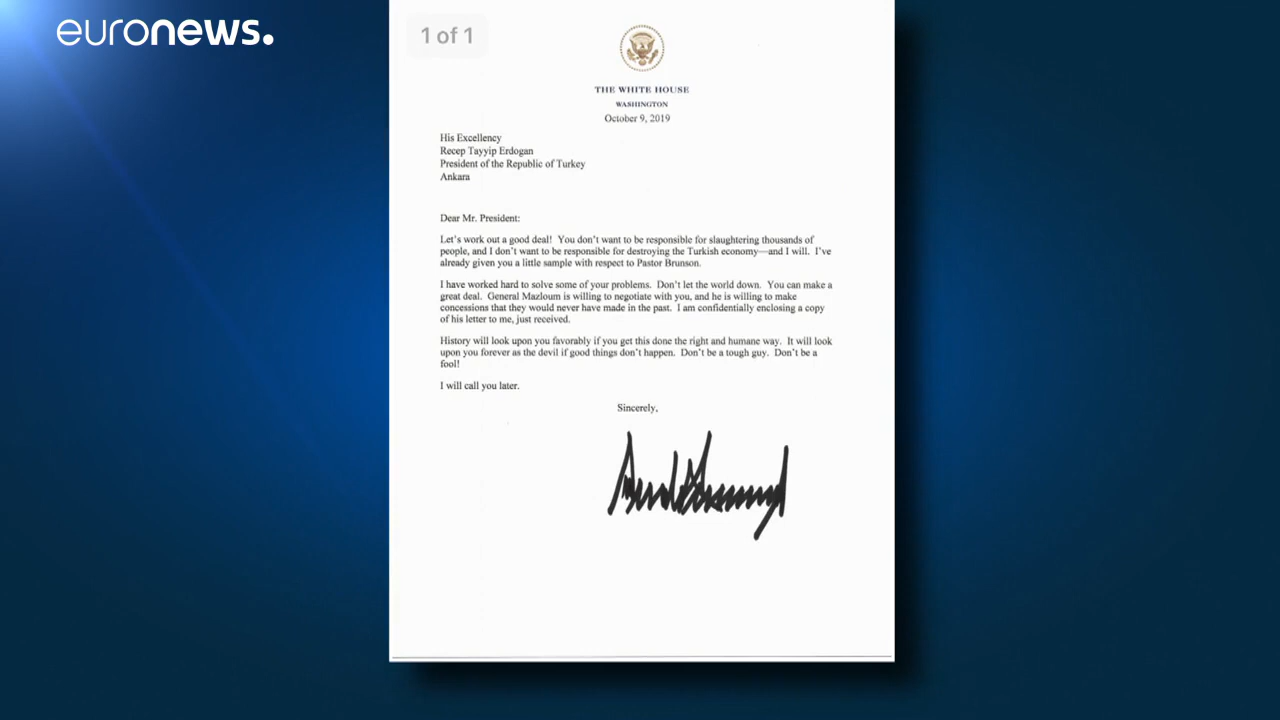 euronews.
1 of 1
THE WHITE HOUSE
WASHINGTON
October 9, 2019
His Excellency
Recep Tayyip Erdogan
President of the Republic of Turkey
Ankara
Dear Mr. President:
Let's work out a good deal! You don't want to be responsible for slaughtering thousands of
people, and I don't want to be responsible for destroying the Turkish economy—and I will. I've
already given you a little sample with respect to Pastor Brunson.
I have worked hard to solve some of your problems. Don't let the world down. You can make a
great deal. General Mazloum is willing to negotiate with you, and he is willing to make
concessions that they would never have made in the past. I am confidentially enclosing a copy
of his letter to me, just received.
History will look upon you favorably if you get this done the right and humane way. It will look
upon you forever as the devil if good things don't happen. Don't be a tough guy. Don't be a
fool!
I will call you later.
Sincerely,